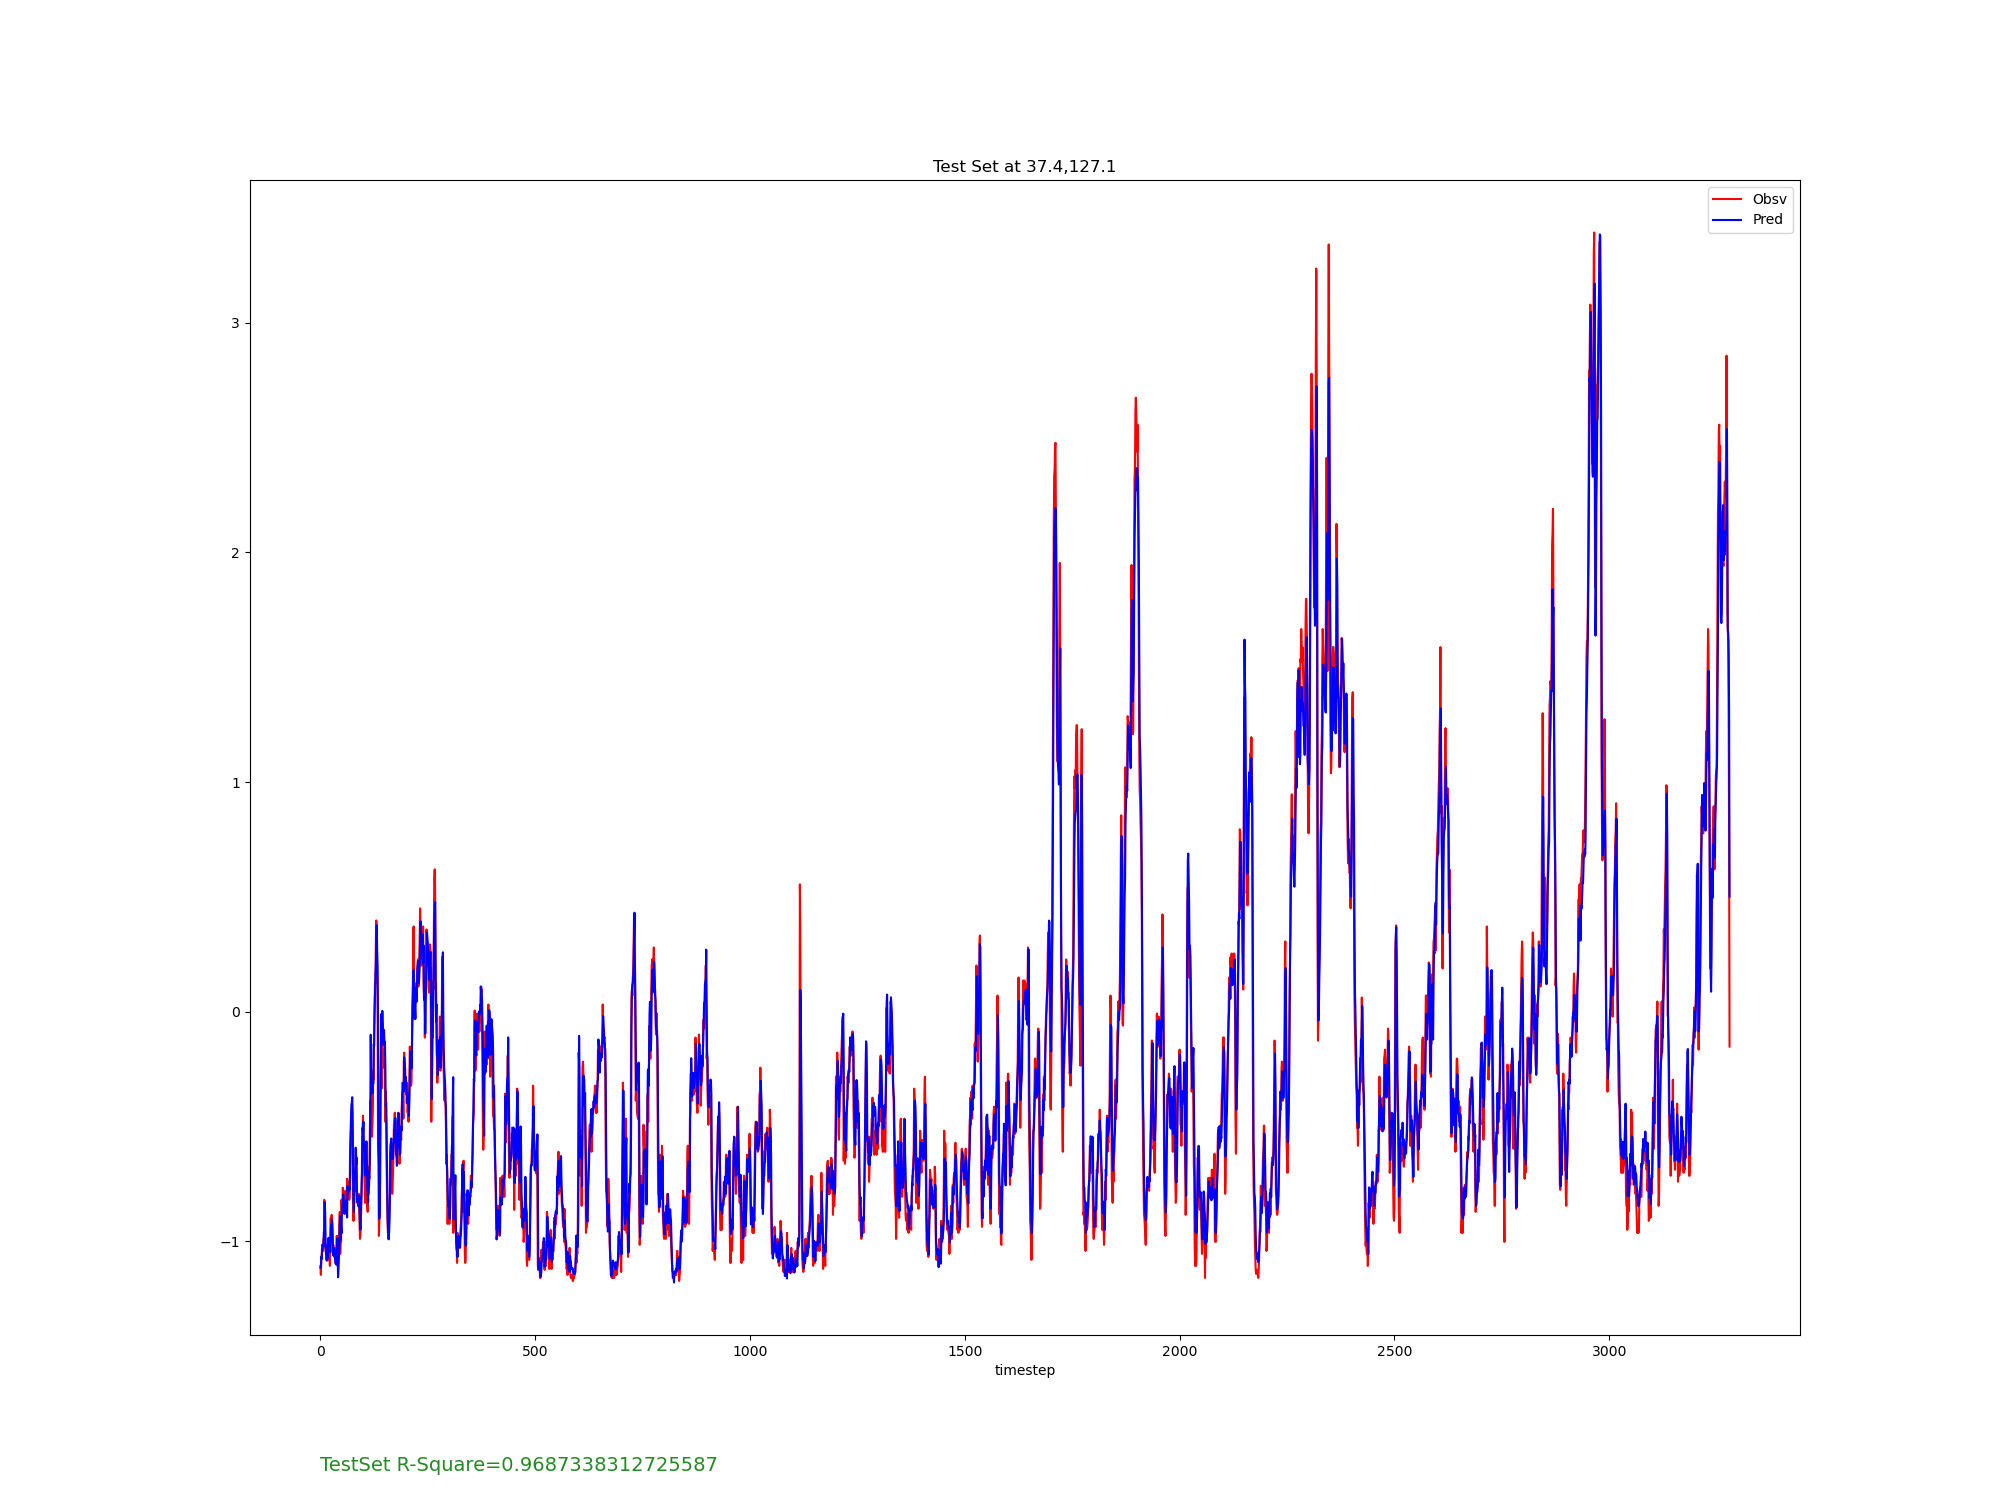 Test Set at 37.4,127.1
Obsv
Pred
3
2
1
0
−1
0 500 1000 1500 2000 2500 3000
timestep
TestSet R-Square=0.9687338312725587